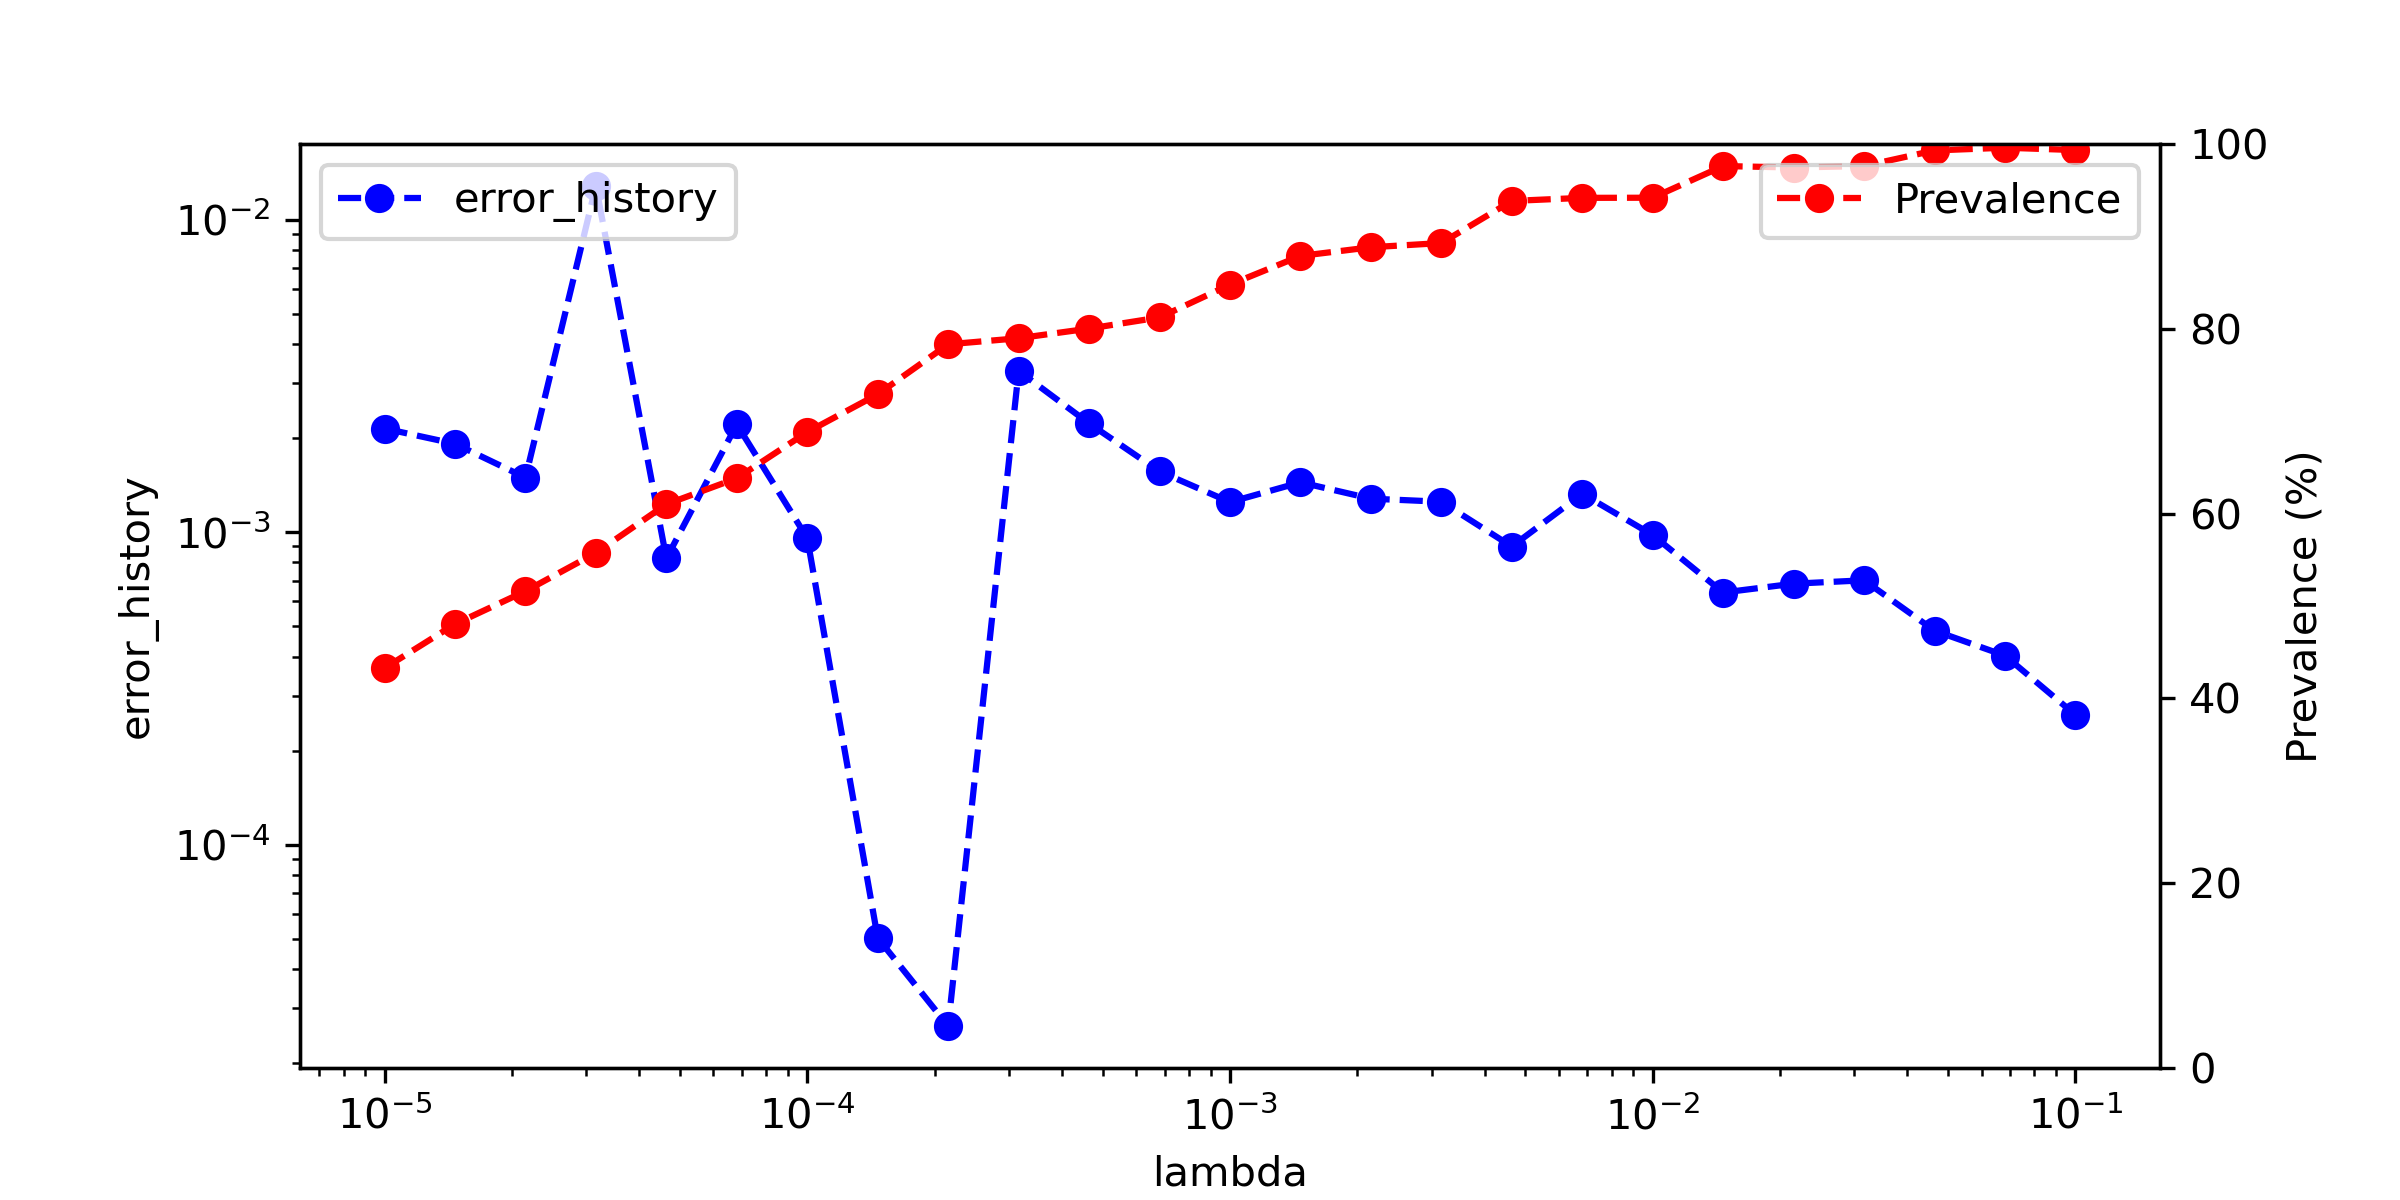 error_history
Prevalence
10⁻²
10⁻³
10⁻⁴
error_history
100
80
60
40
20
0
Prevalence (%)
10⁻⁵
10⁻⁴
10⁻³
10⁻²
10⁻¹
lambda